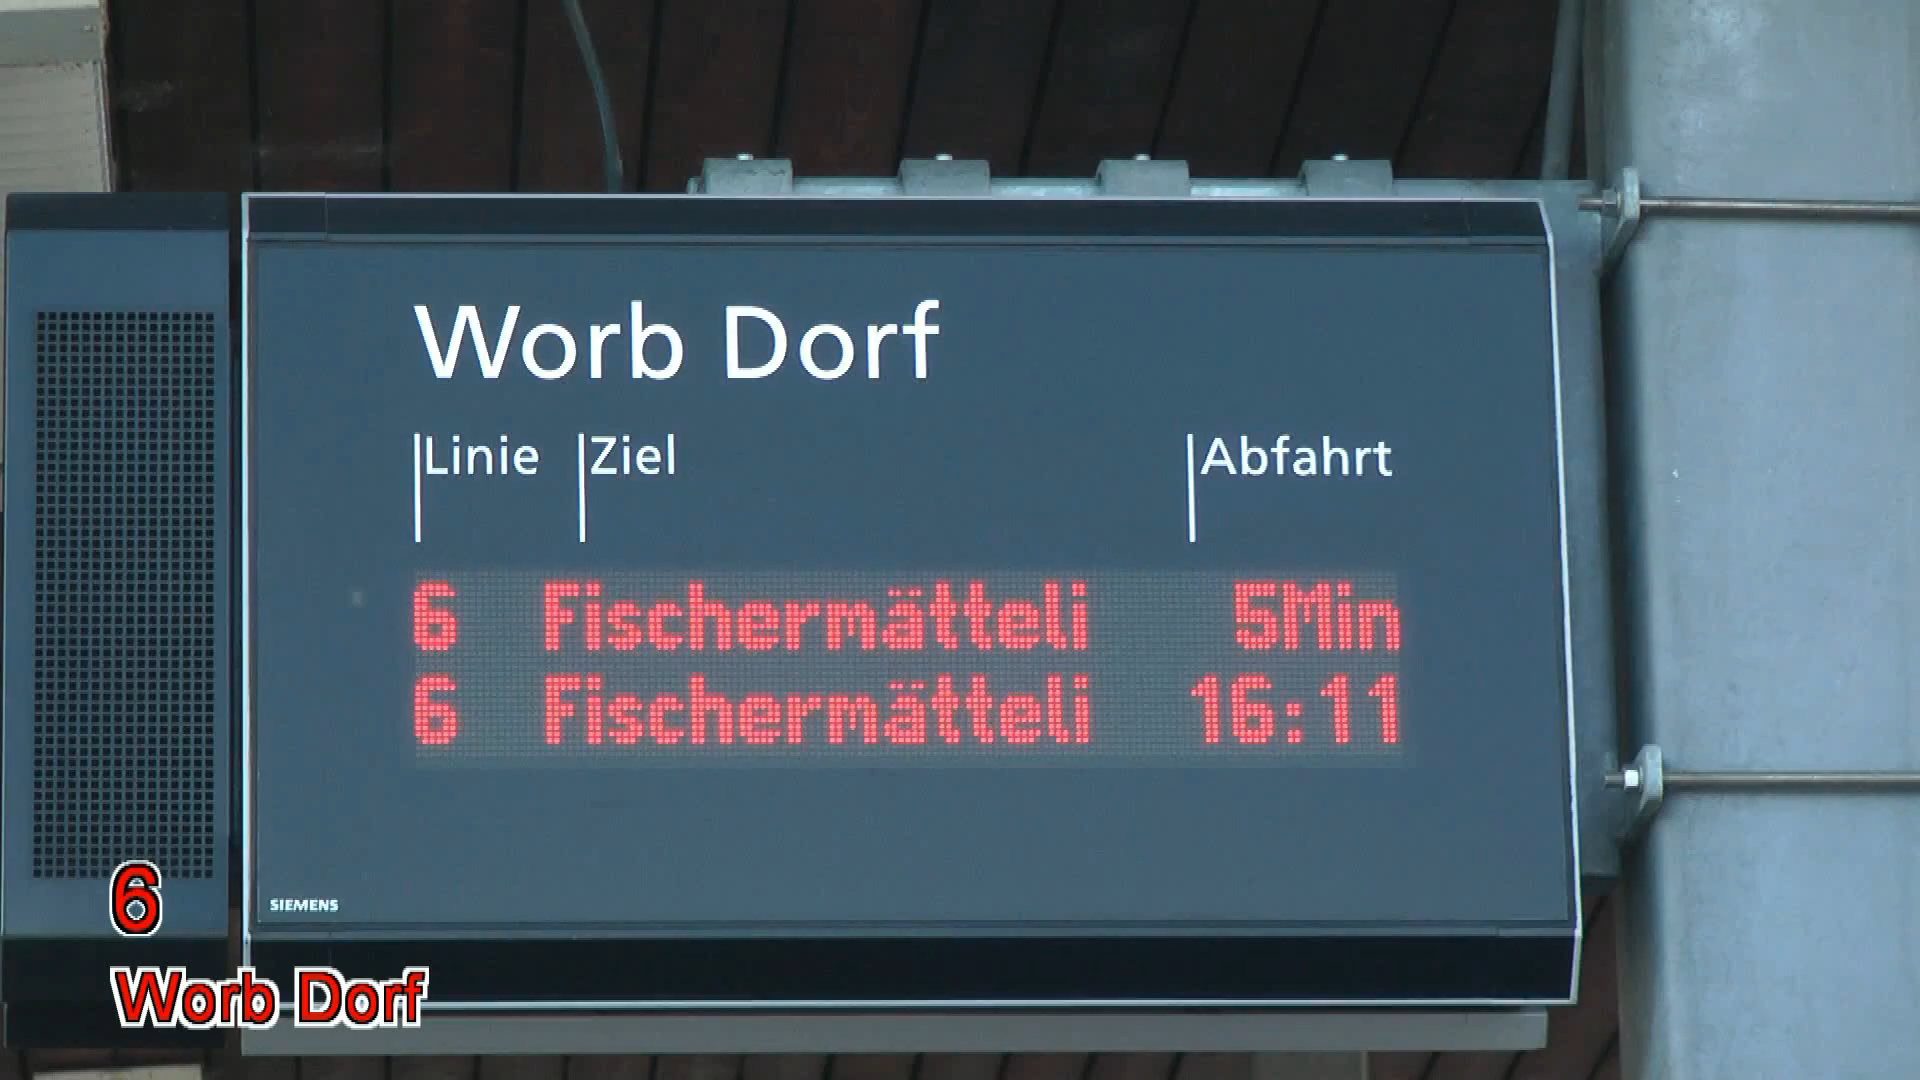 Worb Dorf
Linie Ziel Abfahrt
6 Fischermätteli 5Min
6 Fischermätteli 16:11
SIEMENS
6
Worb Dorf